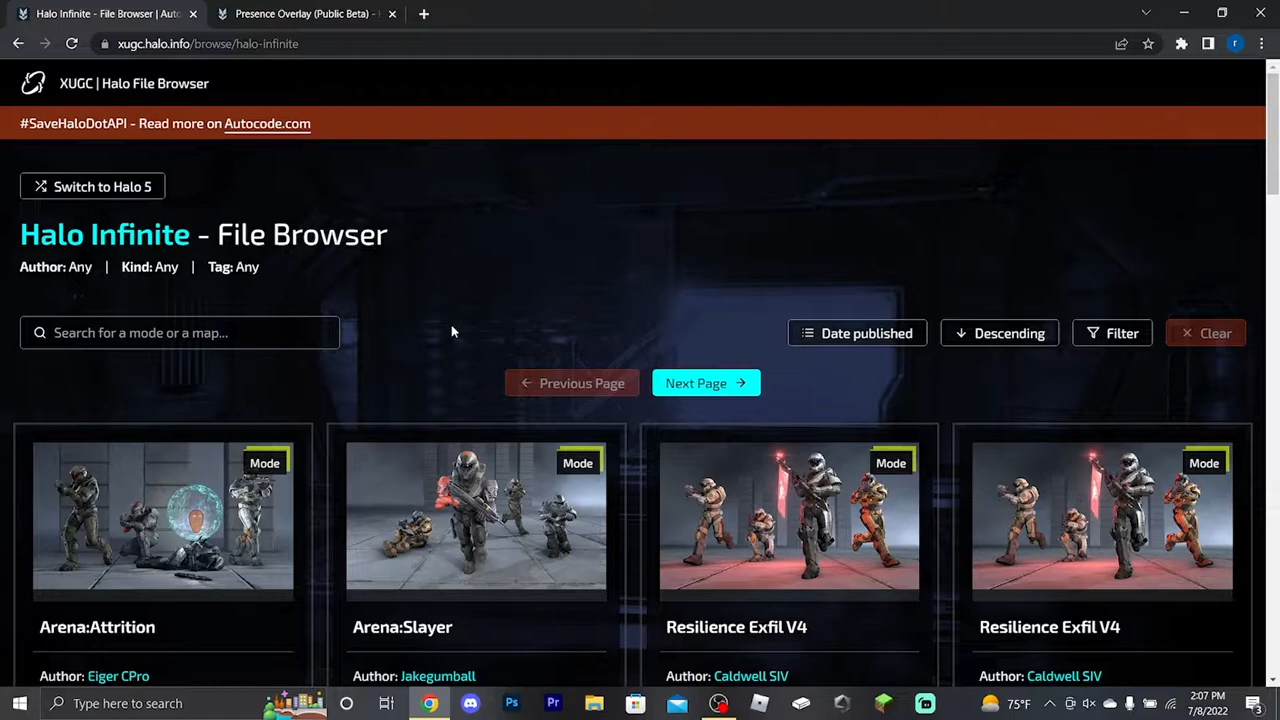 Halo Infinite - File Browser | Auto
Presence Overlay (Public Beta) -
xugc.halo.info/browse/halo-infinite
r
XUGC | Halo File Browser
#SaveHaloDotAPI - Read more on Autocode.com
Switch to Halo 5
Halo Infinite - File Browser
Author: Any | Kind: Any | Tag: Any
Search for a mode or a map...
Date published
Descending
Filter
Clear
Previous Page
Next Page
Mode
Mode
Mode
Mode
Arena:Attrition
Arena:Slayer
Resilience Exfil V4
Resilience Exfil V4
Author: Eiger CPro
Author: Jakegumball
Author: Caldwell SIV
Author: Caldwell SIV
Type here to search
Ps
Pr
75°F
2:07 PM
7/8/2022
3